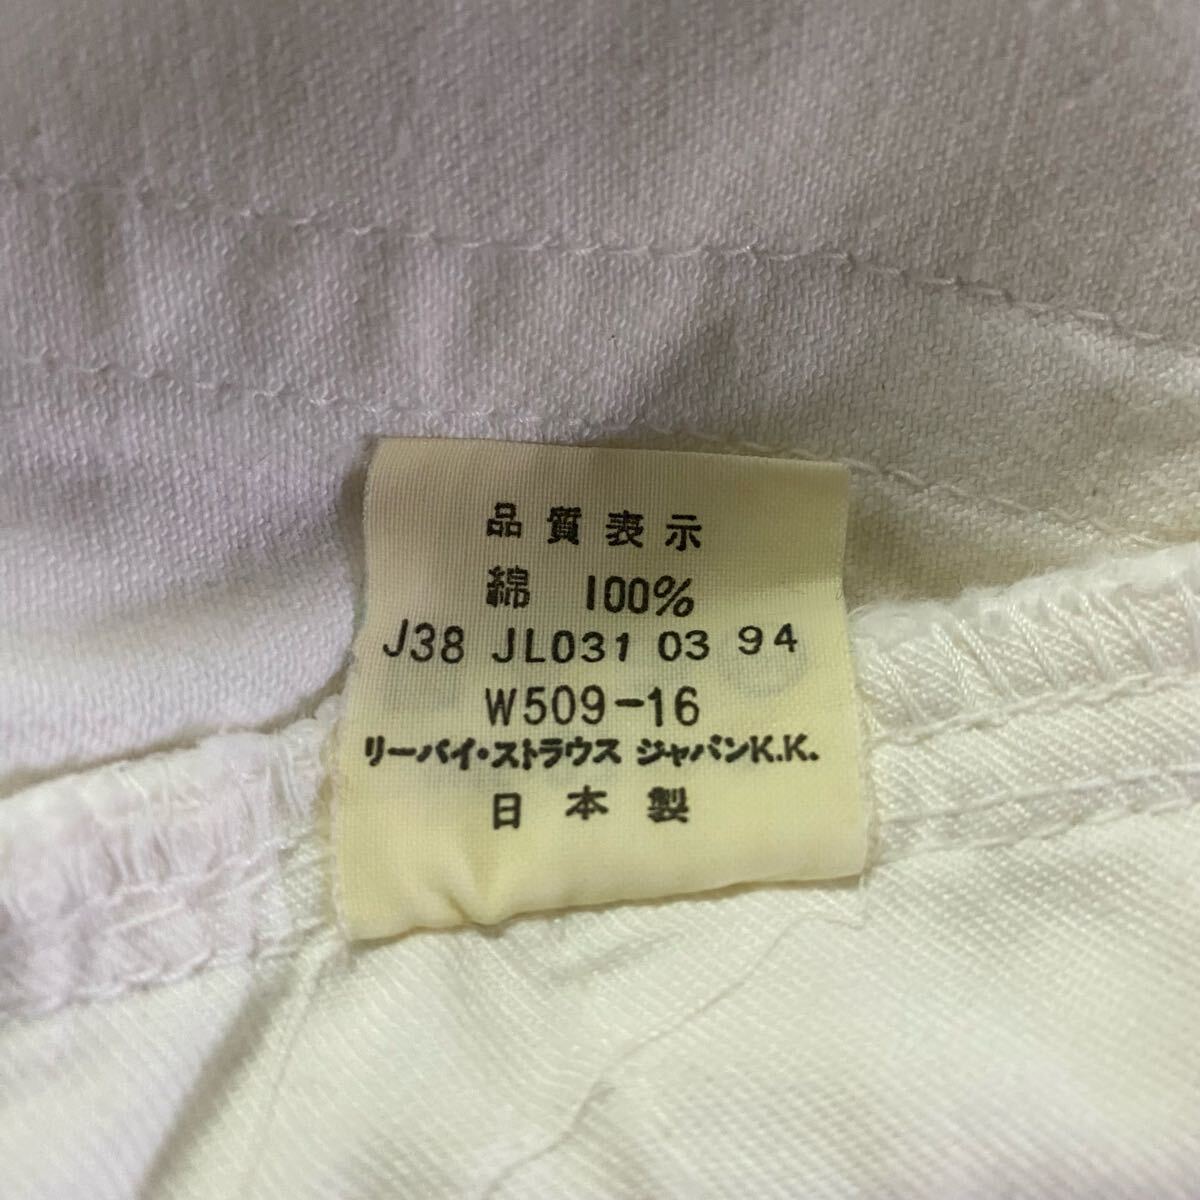 品質表示
綿 100%
J38 JL031 03 94
W509-16
リーバイ・ストラウス ジャパンK.K.
日本製